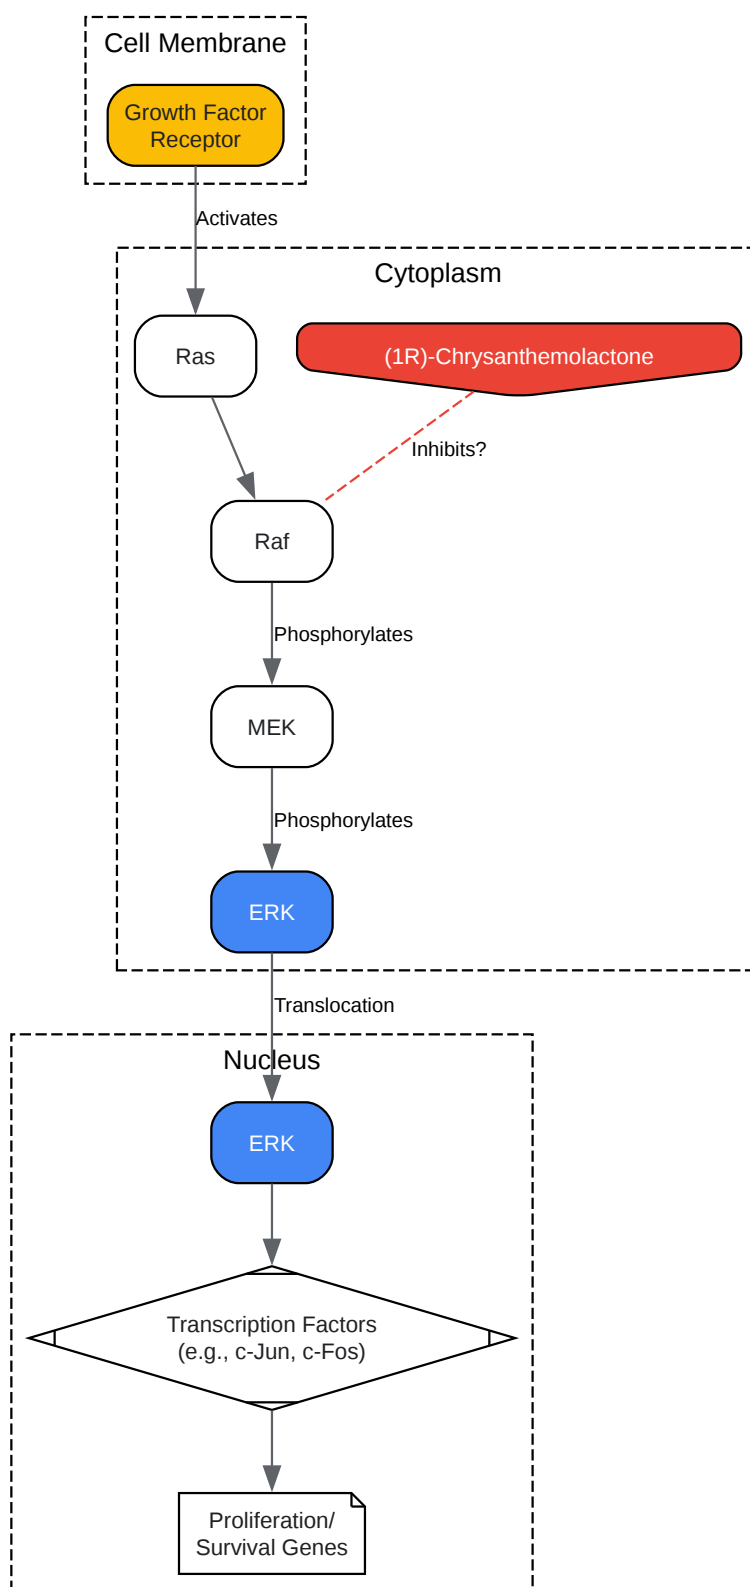 Cell Membrane
Growth Factor
Receptor
Activates
Cytoplasm
Ras
(1R)-Chrysanthemolactone
Inhibits?
Raf
Phosphorylates
MEK
Phosphorylates
ERK
Translocation
Nucleus
ERK
Transcription Factors
(e.g., c-Jun, c-Fos)
Proliferation/
Survival Genes